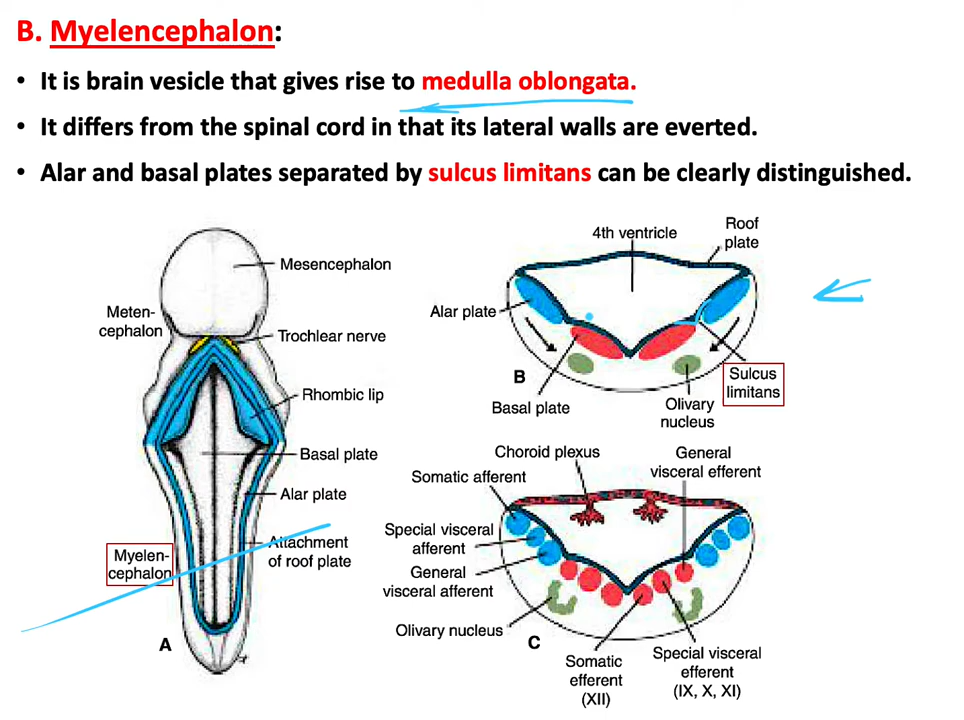 B. Myelencephalon:
• It is brain vesicle that gives rise to medulla oblongata.
• It differs from the spinal cord in that its lateral walls are everted.
• Alar and basal plates separated by sulcus limitans can be clearly distinguished.
Mesencephalon
Meten-
cephalon
Trochlear nerve
Rhombic lip
Basal plate
Alar plate
Attachment
of roof plate
Myelen-
cephalon
A
4th ventricle
Roof
plate
Alar plate
B
Sulcus
limitans
Basal plate
Olivary
nucleus
Choroid plexus
General
visceral efferent
Somatic afferent
Special visceral
afferent
General
visceral afferent
Olivary nucleus
C
Somatic
efferent
(XII)
Special visceral
efferent
(IX, X, XI)